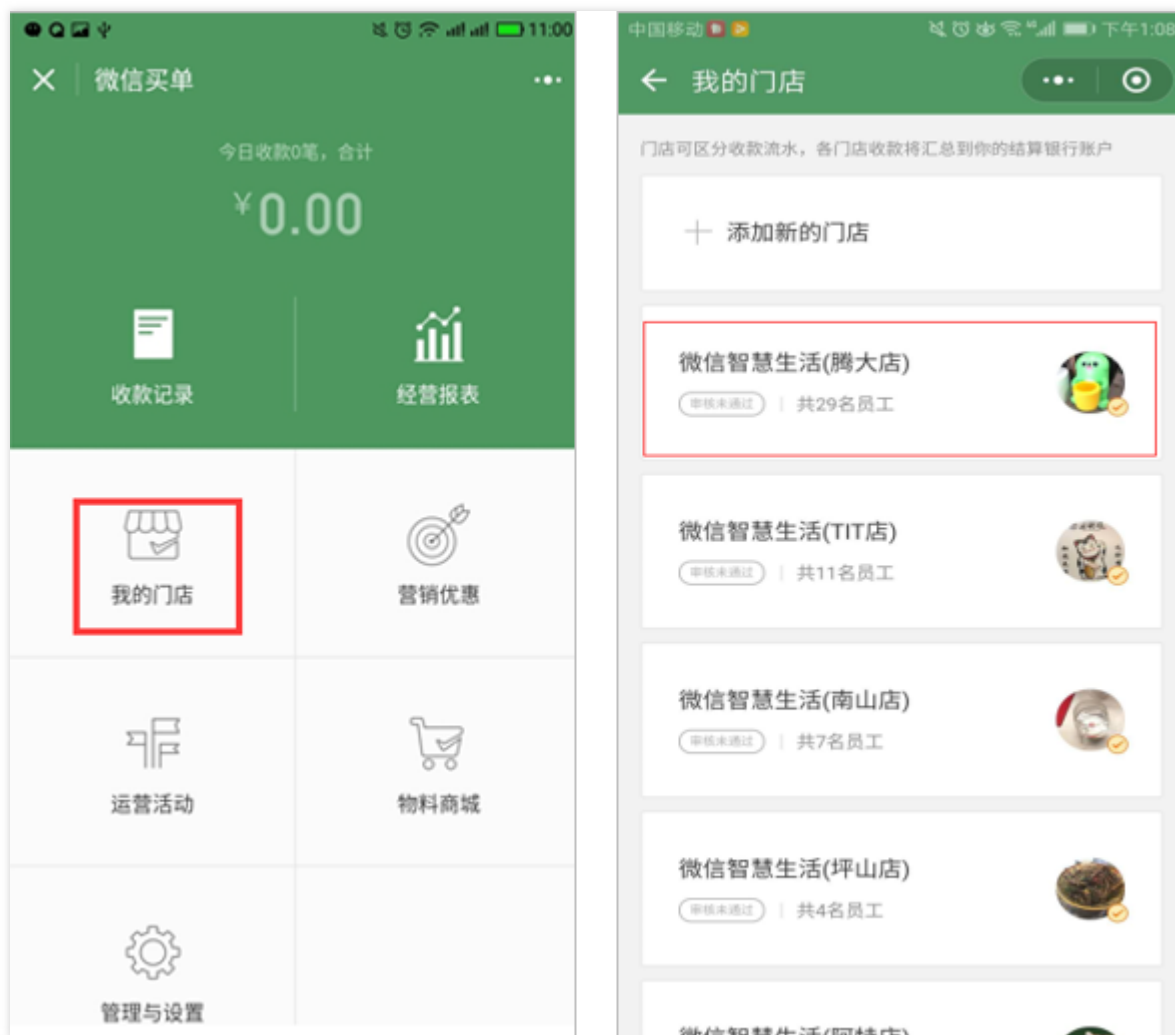 11:00
微信买单
今日收款0笔，合计
¥0.00
收款记录
经营报表
我的门店
营销优惠
运营活动
物料商城
管理与设置
中国移动
下午1:08
我的门店
门店可区分收款流水，各门店收款将汇总到你的结算银行账户
添加新的门店
微信智慧生活(腾大店)
审核未通过 | 共29名员工
微信智慧生活(TIT店)
审核未通过 | 共11名员工
微信智慧生活(南山店)
审核未通过 | 共7名员工
微信智慧生活(坪山店)
审核未通过 | 共4名员工